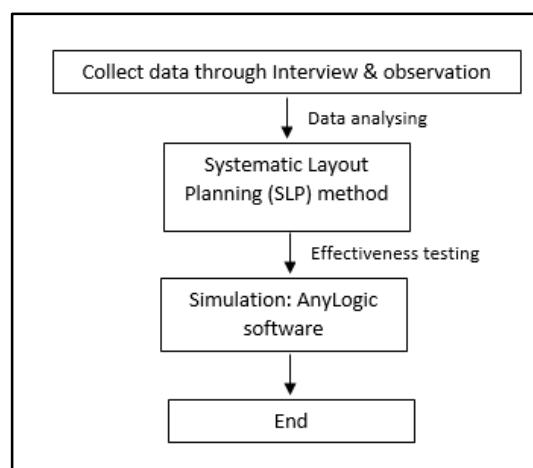 Collect data through Interview & observation
Data analysing
Systematic Layout
Planning (SLP) method
Effectiveness testing
Simulation: AnyLogic
software
End